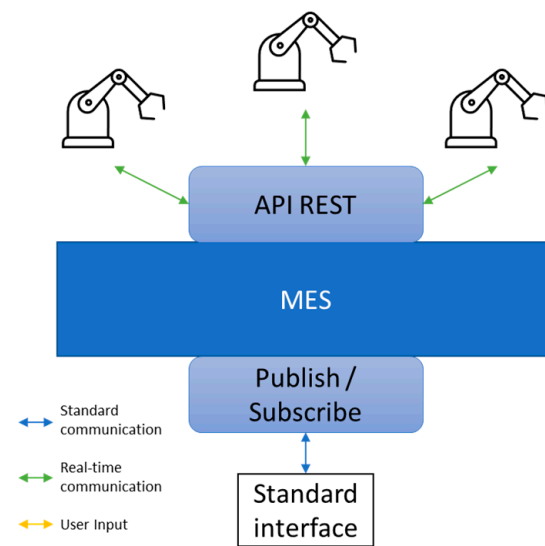 API REST
MES
Publish /
Subscribe
Standard
communication
Real-time
communication
User Input
Standard
interface